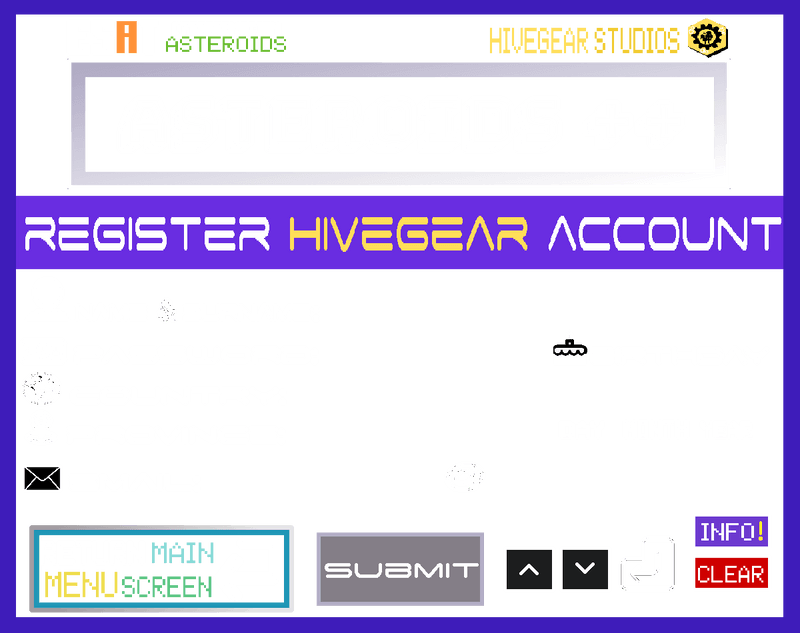 A ASTEROIDS HIVEGEAR STUDIOS
REGISTER HIVEGEAR ACCOUNT
MAIN
MENU SCREEN
SUBMIT
INFO!
CLEAR